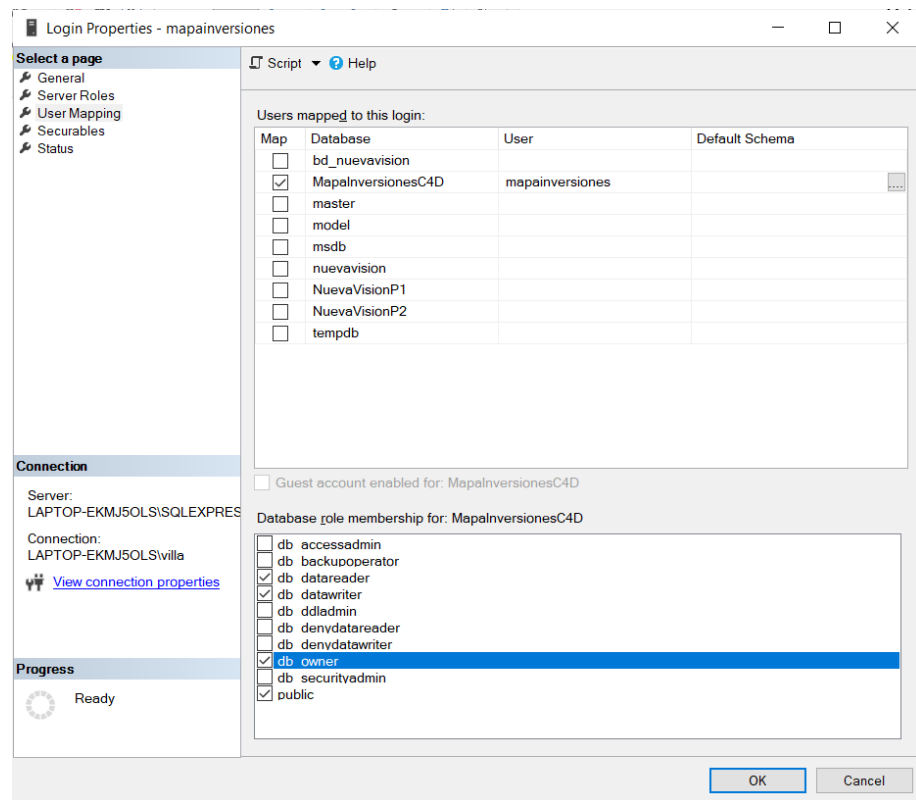 Login Properties - mapainversiones
Select a page
General
Server Roles
User Mapping
Securables
Status
Script
Help
Users mapped to this login:
Map Database User Default Schema
bd_nuevavision
MapaInversionesC4D mapainversiones ....
master
model
msdb
nuevavision
NuevaVisionP1
NuevaVisionP2
tempdb
Guest account enabled for: MapaInversionesC4D
Database role membership for: MapaInversionesC4D
db_accessadmin
db_backupoperator
db_datareader
db_datawriter
db_ddladmin
db_denydatareader
db_denydatawriter
db_owner
db_securityadmin
public
Connection
Server:
LAPTOP-EKMJ5OLS\SQLEXPRES
Connection:
LAPTOP-EKMJ5OLS\villa
View connection properties
Progress
Ready
OK
Cancel